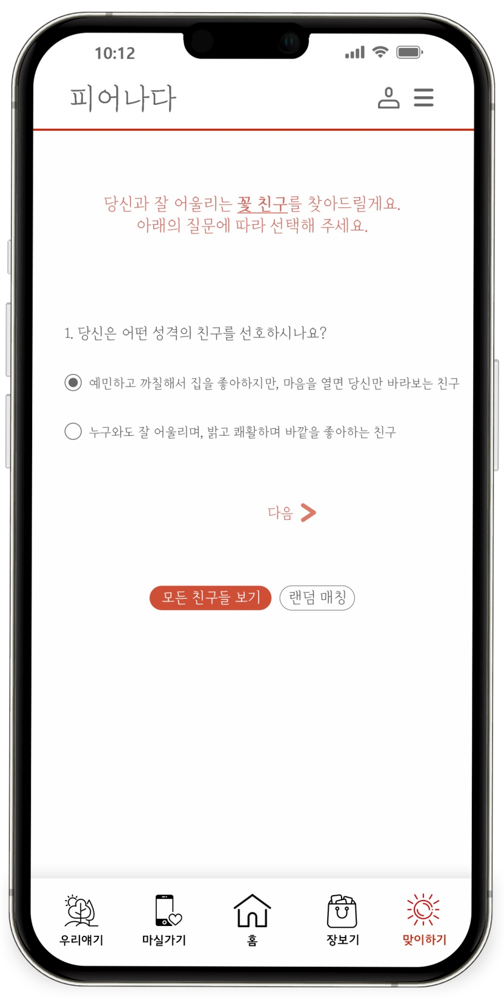 10:12
피어나다
당신과 잘 어울리는 꽃 친구를 찾아드릴게요.
아래의 질문에 따라 선택해 주세요.
1. 당신은 어떤 성격의 친구를 선호하시나요?
예민하고 까칠해서 집을 좋아하지만, 마음을 열면 당신만 바라보는 친구
누구와도 잘 어울리며, 밝고 쾌활하며 바깥을 좋아하는 친구
다음
모든 친구들 보기 랜덤 매칭
우리얘기 마실가기 홈 장보기 맞이하기